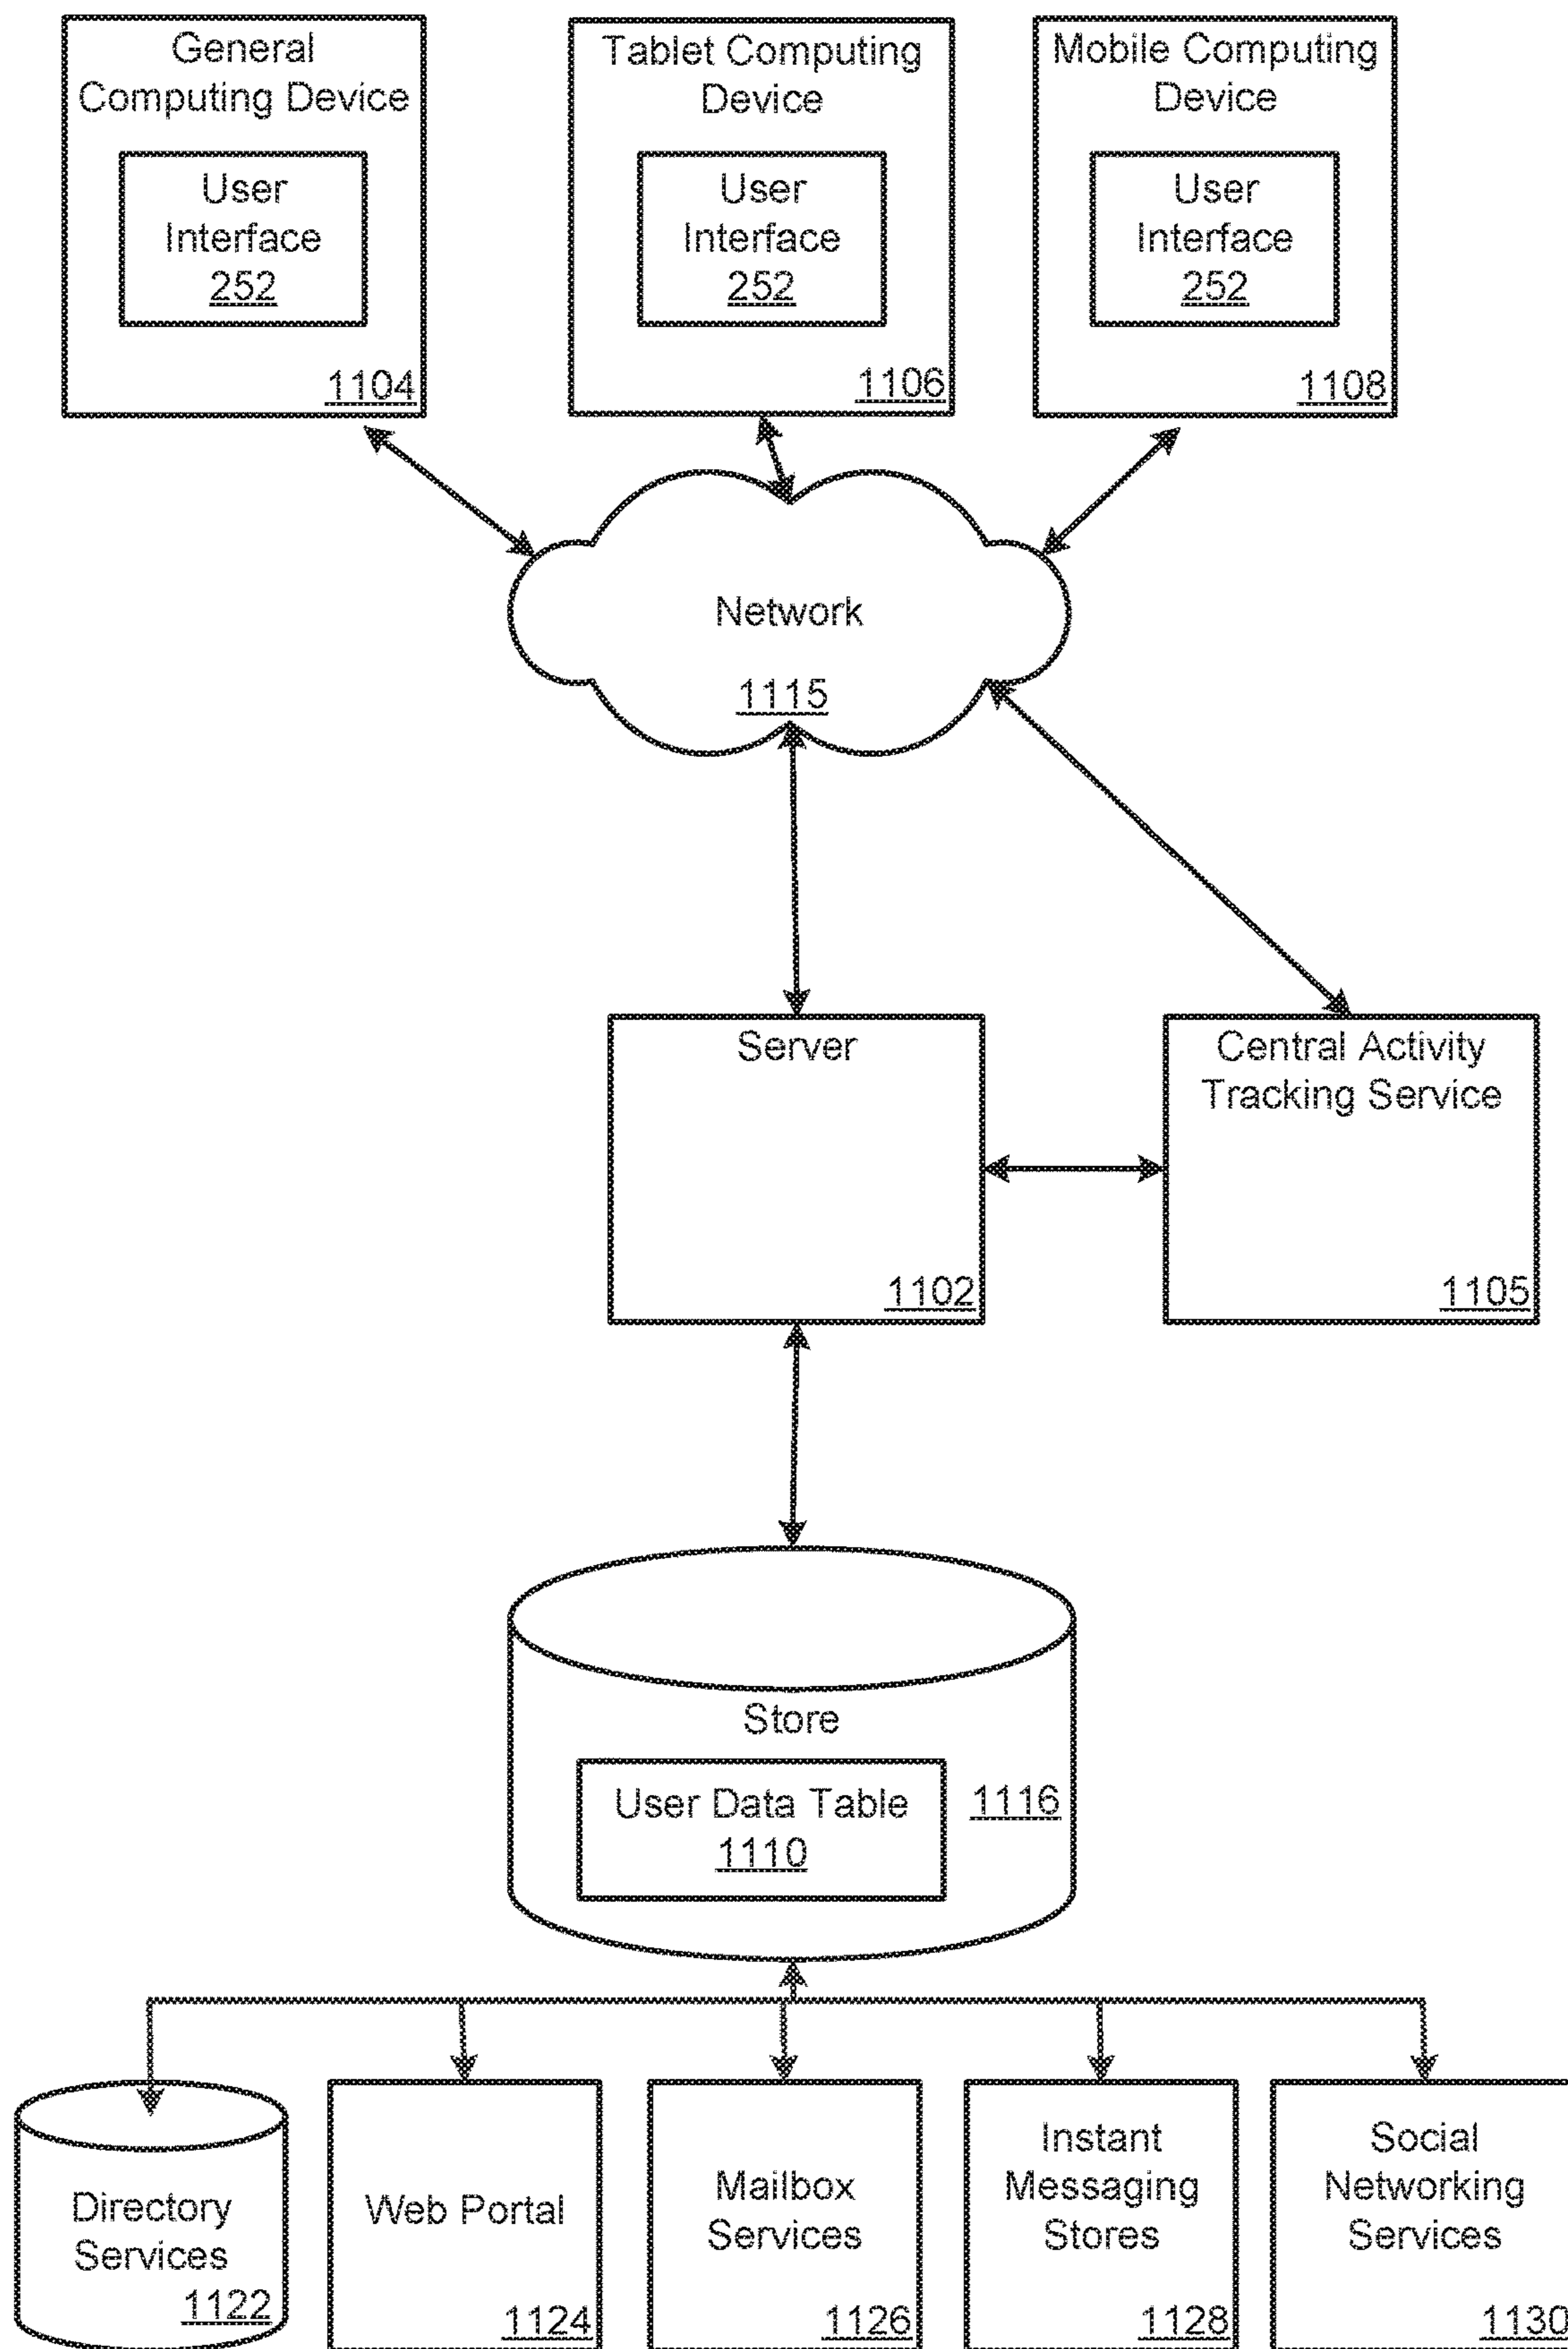 General
Computing Device
User
Interface
252
1104
Tablet Computing
Device
User
Interface
252
1106
Mobile Computing
Device
User
Interface
252
1108
Network
1115
Server
1102
Central Activity
Tracking Service
1105
Store
User Data Table
1110
1116
Directory
Services
1122
Web Portal
1124
Mailbox
Services
1126
Instant
Messaging
Stores
1128
Social
Networking
Services
1130